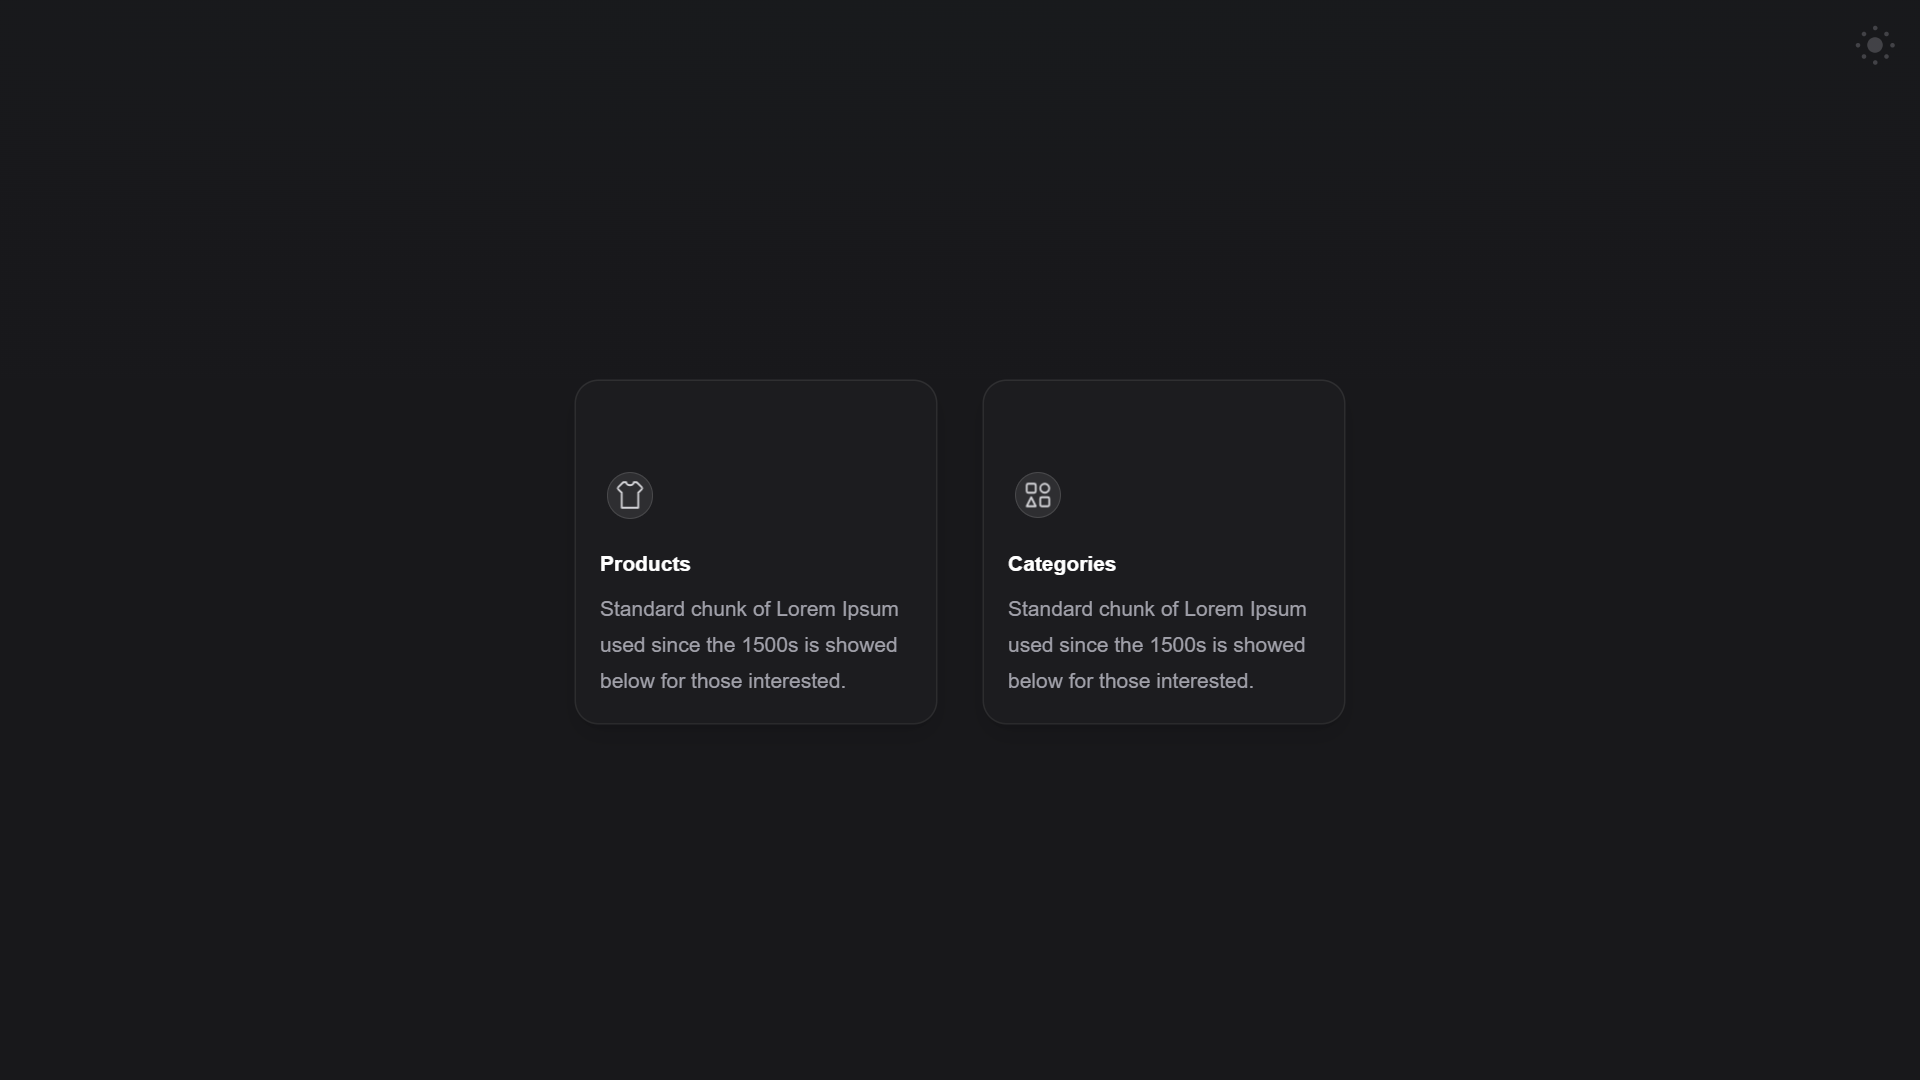 Products
Standard chunk of Lorem Ipsum
used since the 1500s is showed
below for those interested.
Categories
Standard chunk of Lorem Ipsum
used since the 1500s is showed
below for those interested.